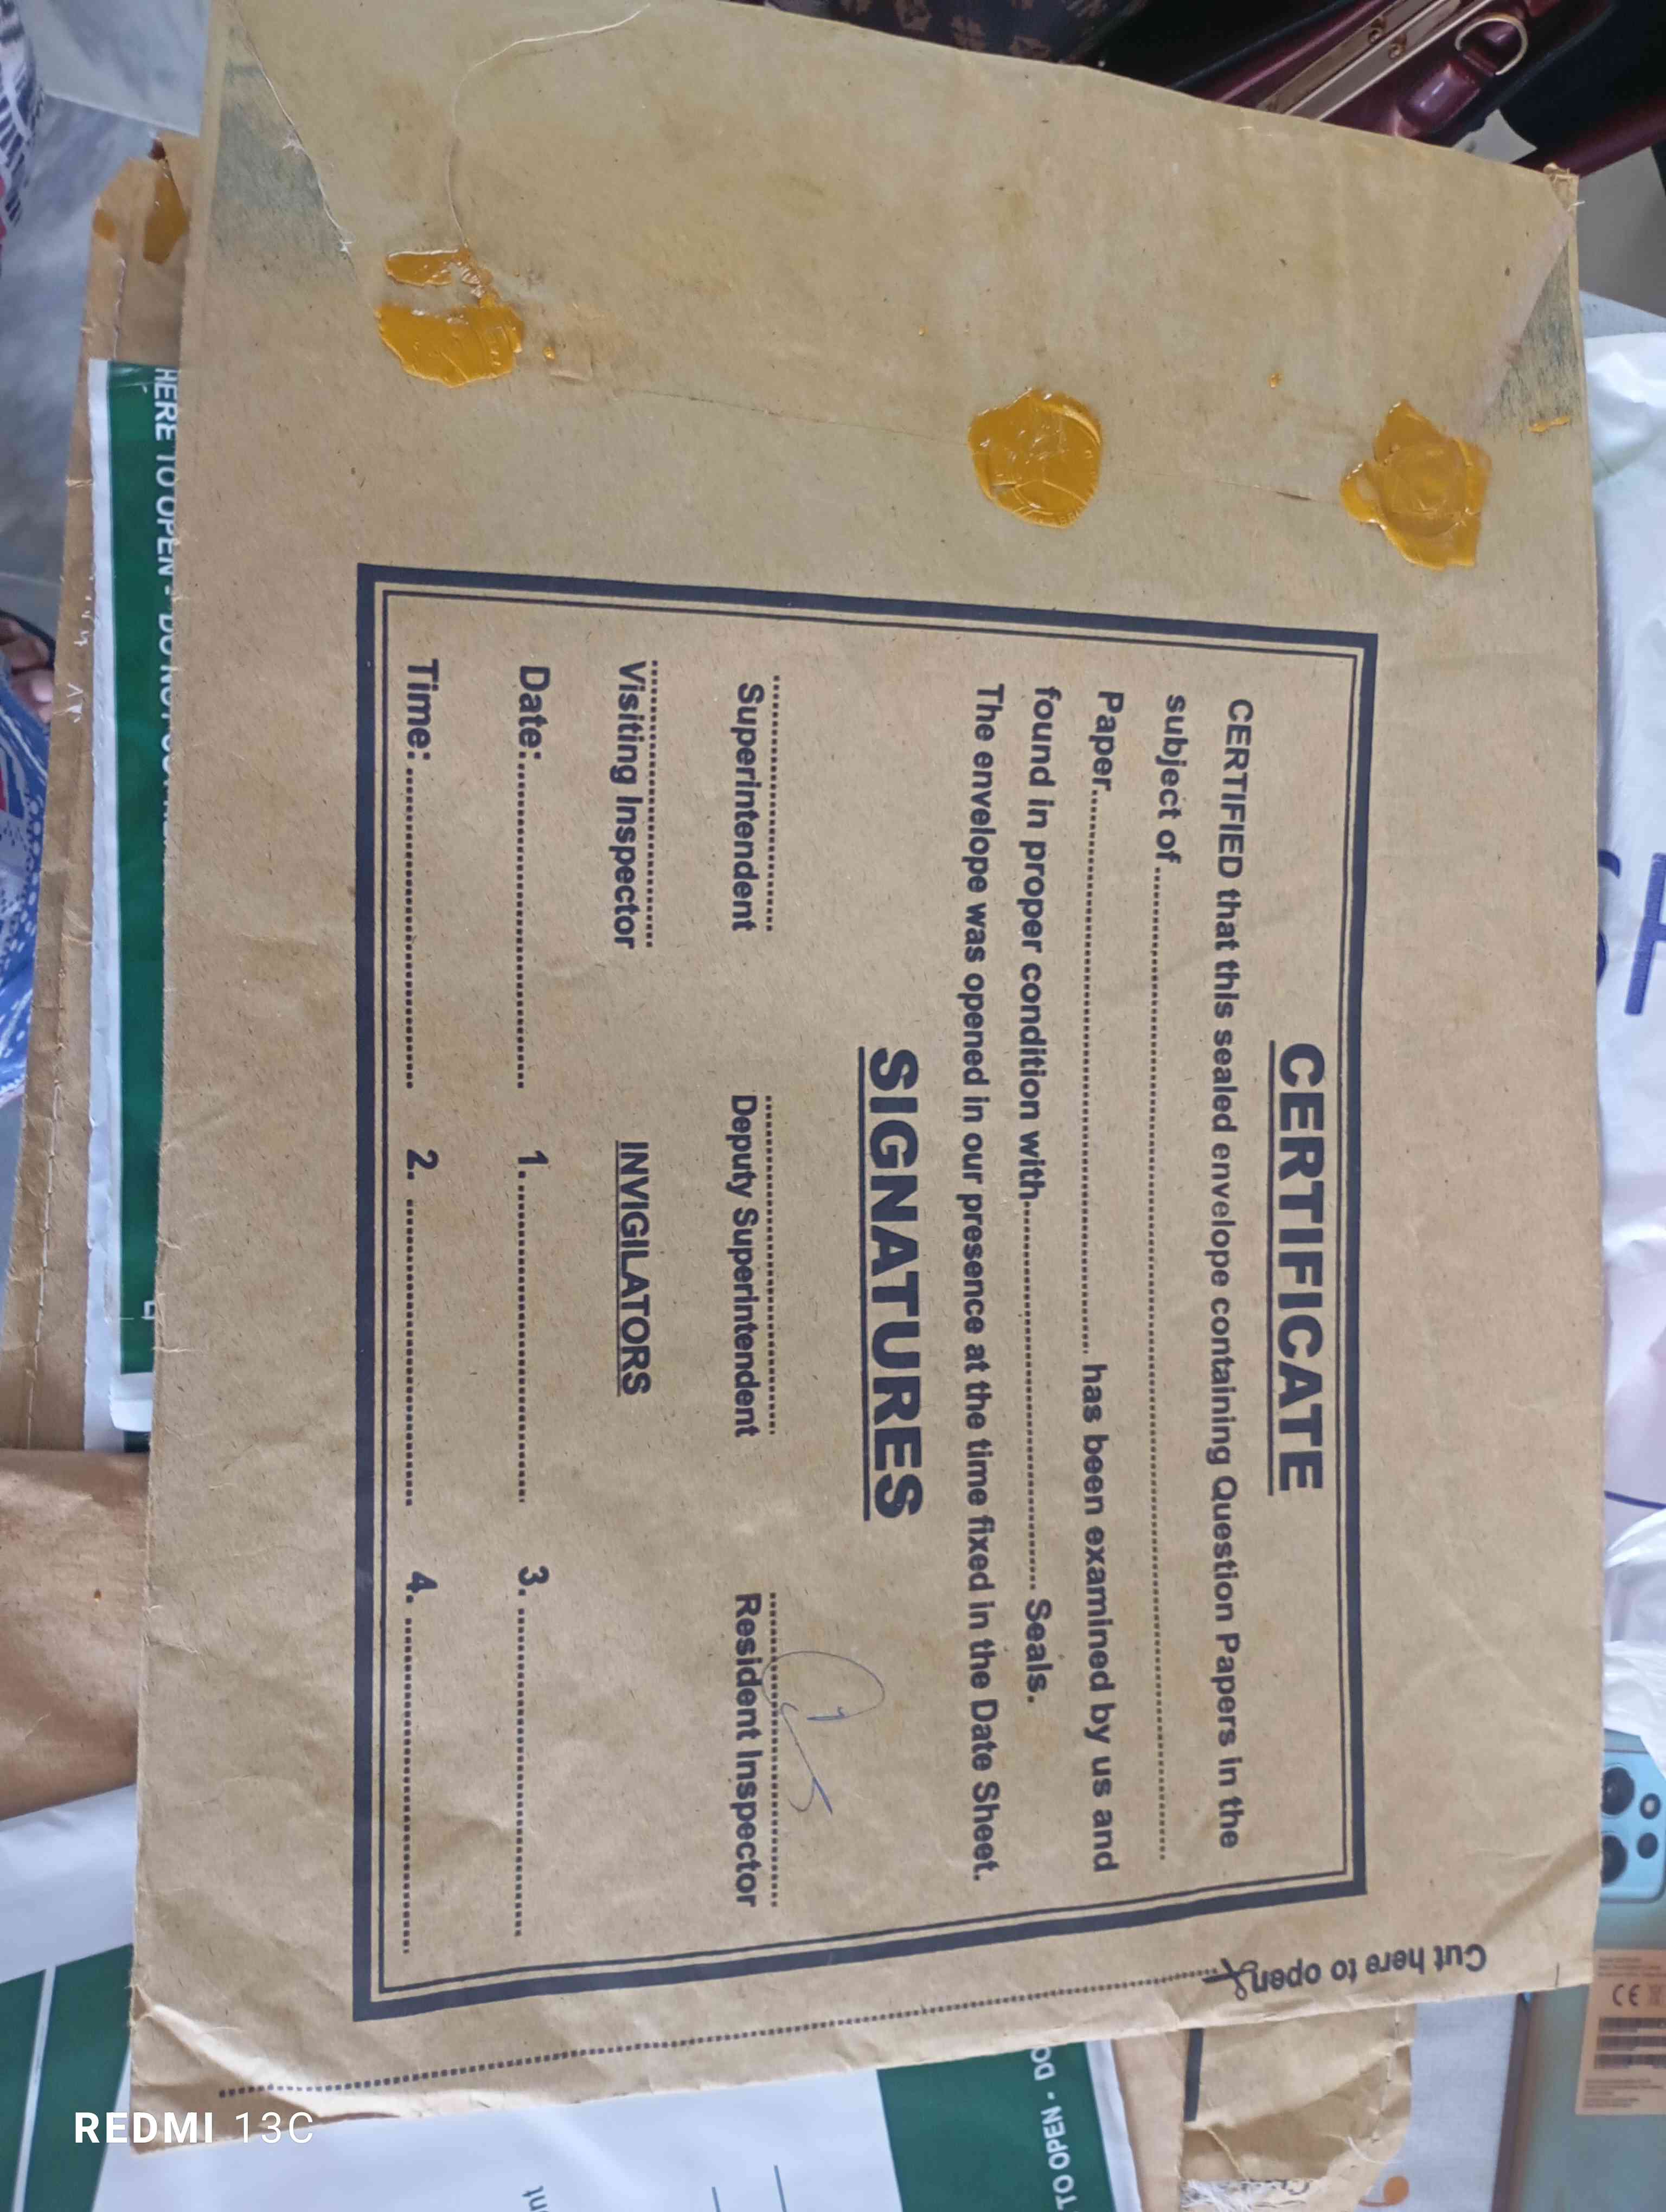 CERTIFICATE
CERTIFIED that this sealed envelope containing Question Papers in the
subject of
Paper has been examined by us and
found in proper condition with Seals.
The envelope was opened in our presence at the time fixed in the Date Sheet.
SIGNATURES
Superintendent Deputy Superintendent Resident Inspector
Visiting Inspector INVIGILATORS
Date: 1. 3.
Time: 2. 4.
Cut here to open
HERE TO OPEN - DO NOT
TO OPEN - DO
CE
REDMI 13C